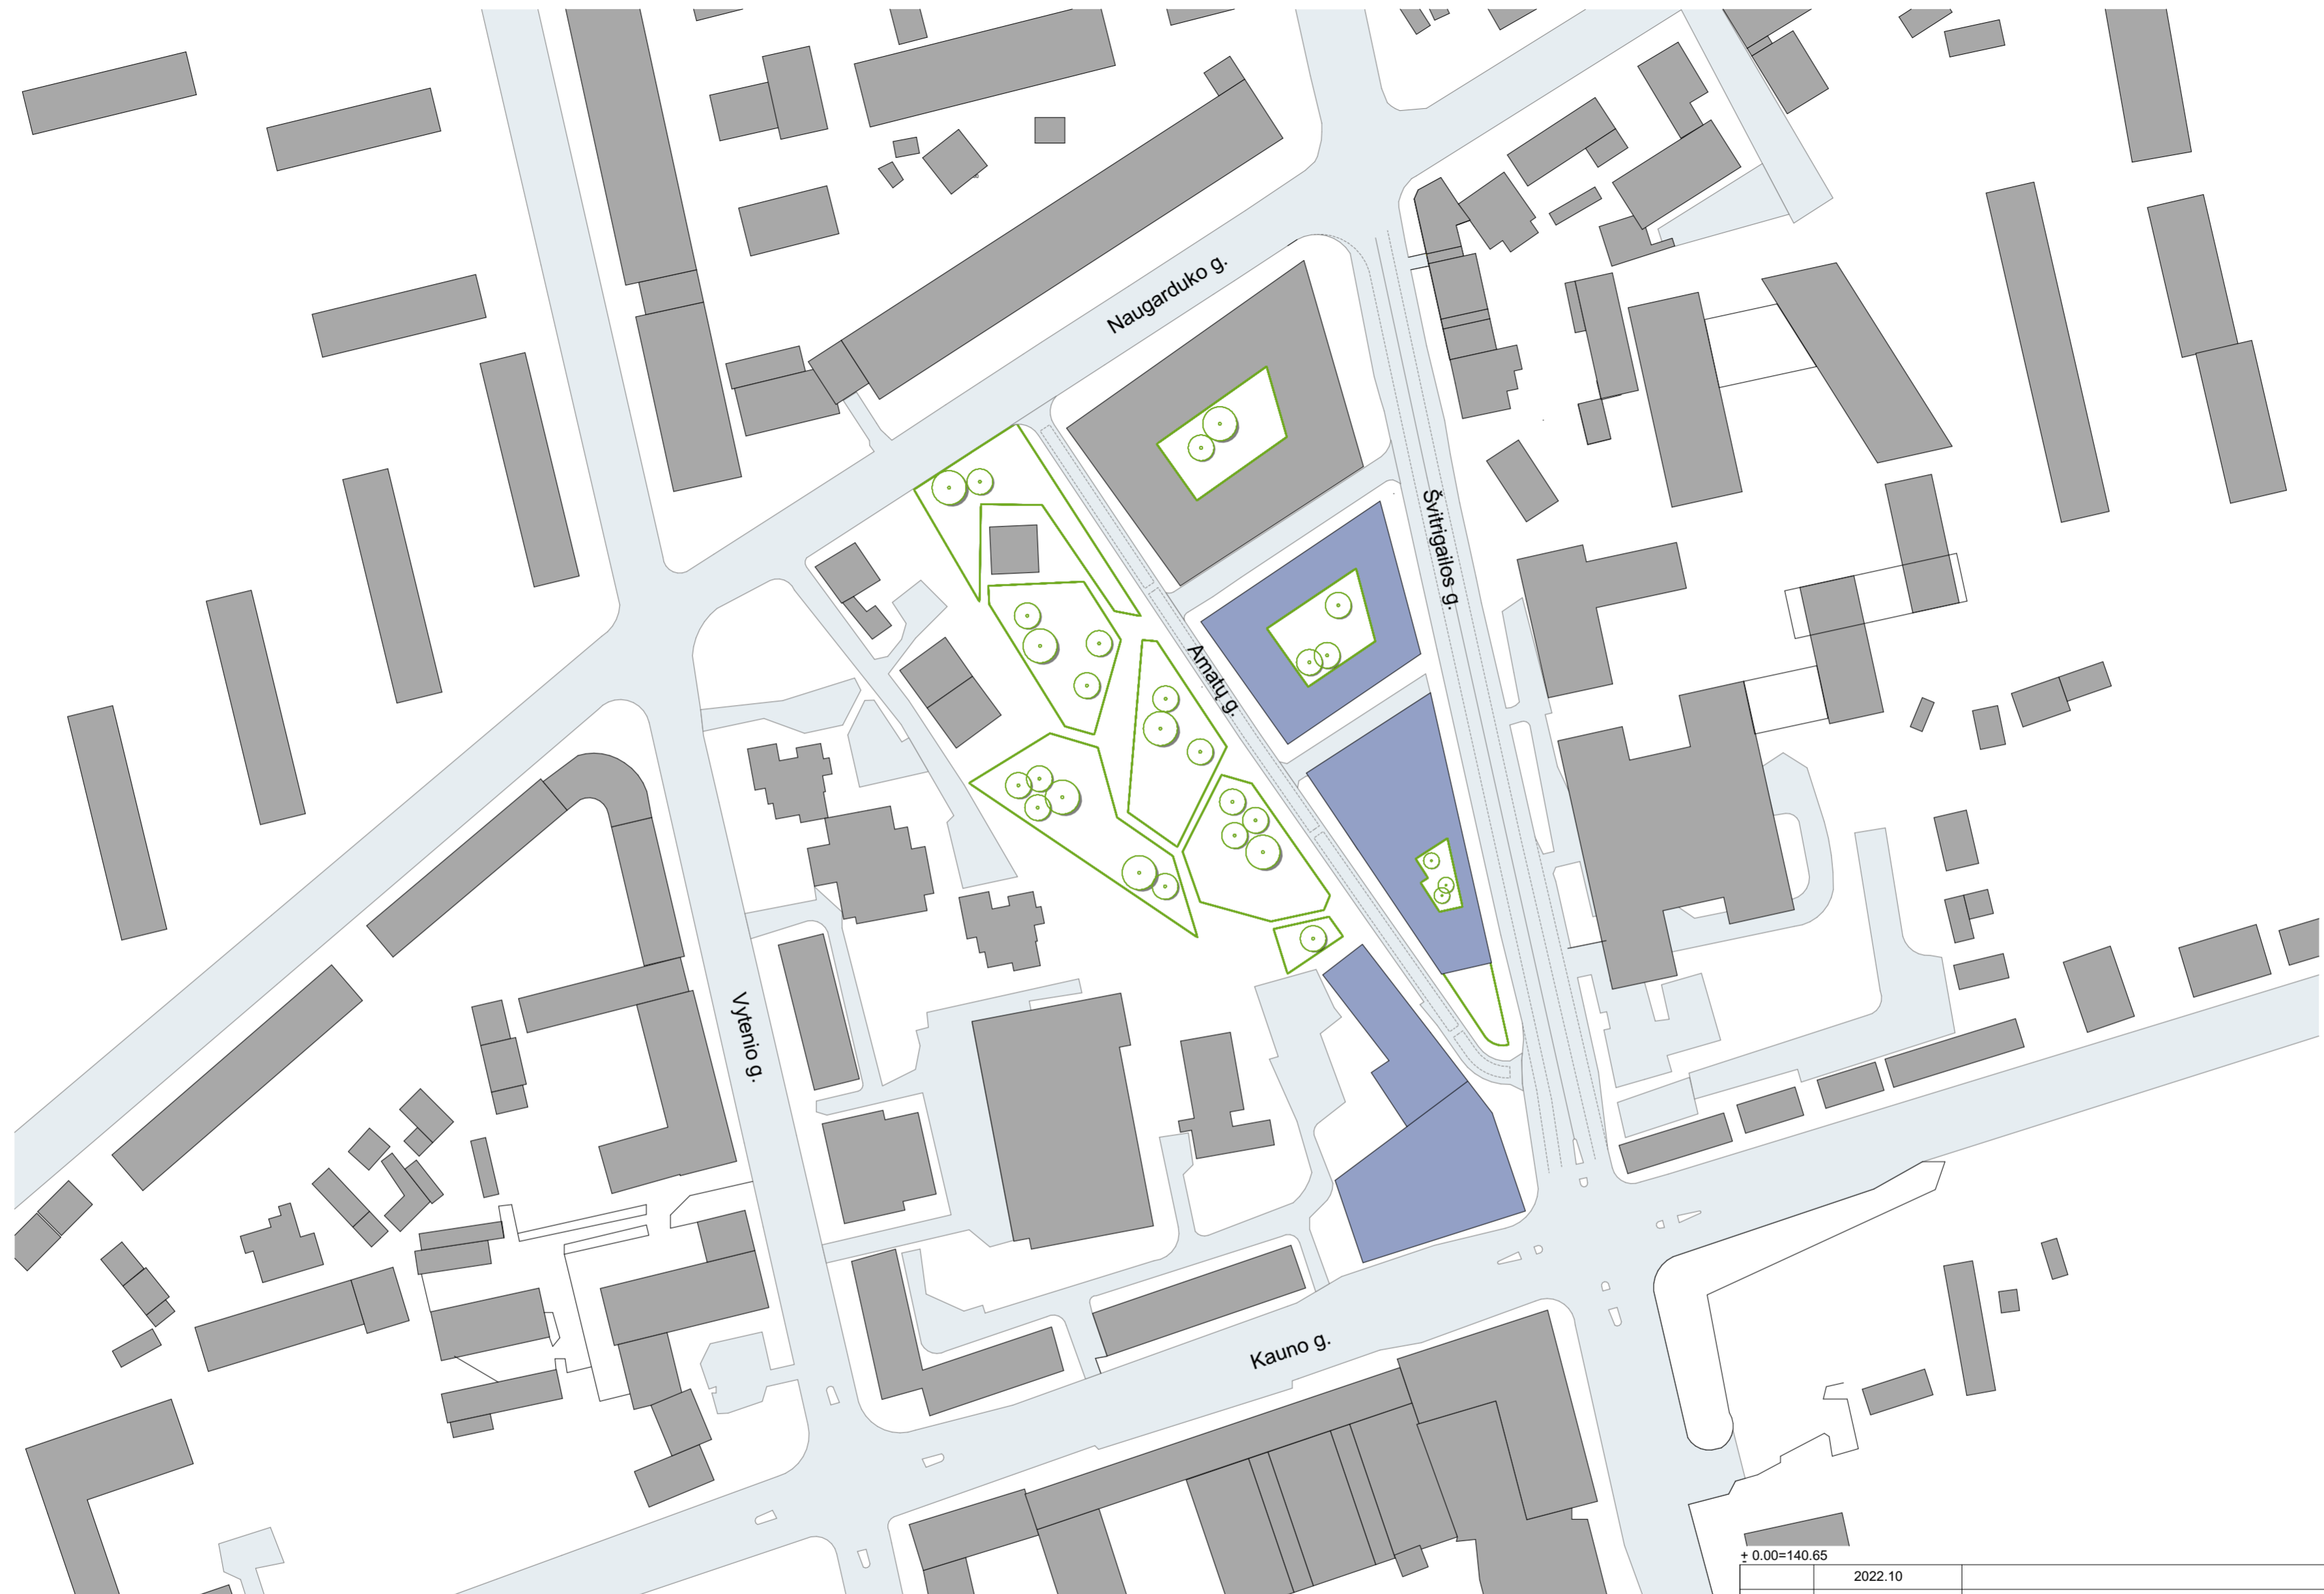 Naugarduko g.
Švitrigailos g.
Amatų g.
Vytenio g.
Kauno g.
± 0.00=140.65
2022.10